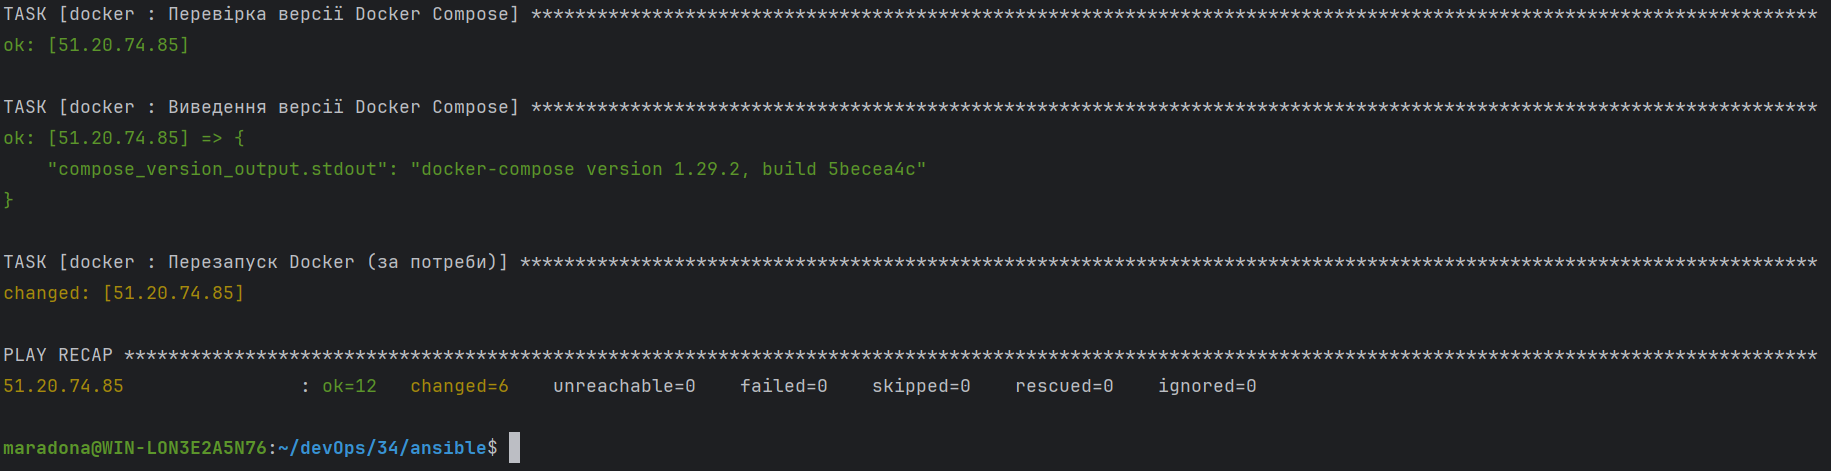 TASK [docker : Перевірка версії Docker Compose] *********************************************************************************************************************
ok: [51.20.74.85]
TASK [docker : Виведення версії Docker Compose] *********************************************************************************************************************
ok: [51.20.74.85] => {
    "compose_version_output.stdout": "docker-compose version 1.29.2, build 5becea4c"
}
TASK [docker : Перезапуск Docker (за потреби)] **********************************************************************************************************************
changed: [51.20.74.85]
PLAY RECAP **********************************************************************************************************************************************************
51.20.74.85                : ok=12   changed=6    unreachable=0    failed=0    skipped=0    rescued=0    ignored=0
maradona@WIN-LON3E2A5N76:~/devOps/34/ansible$